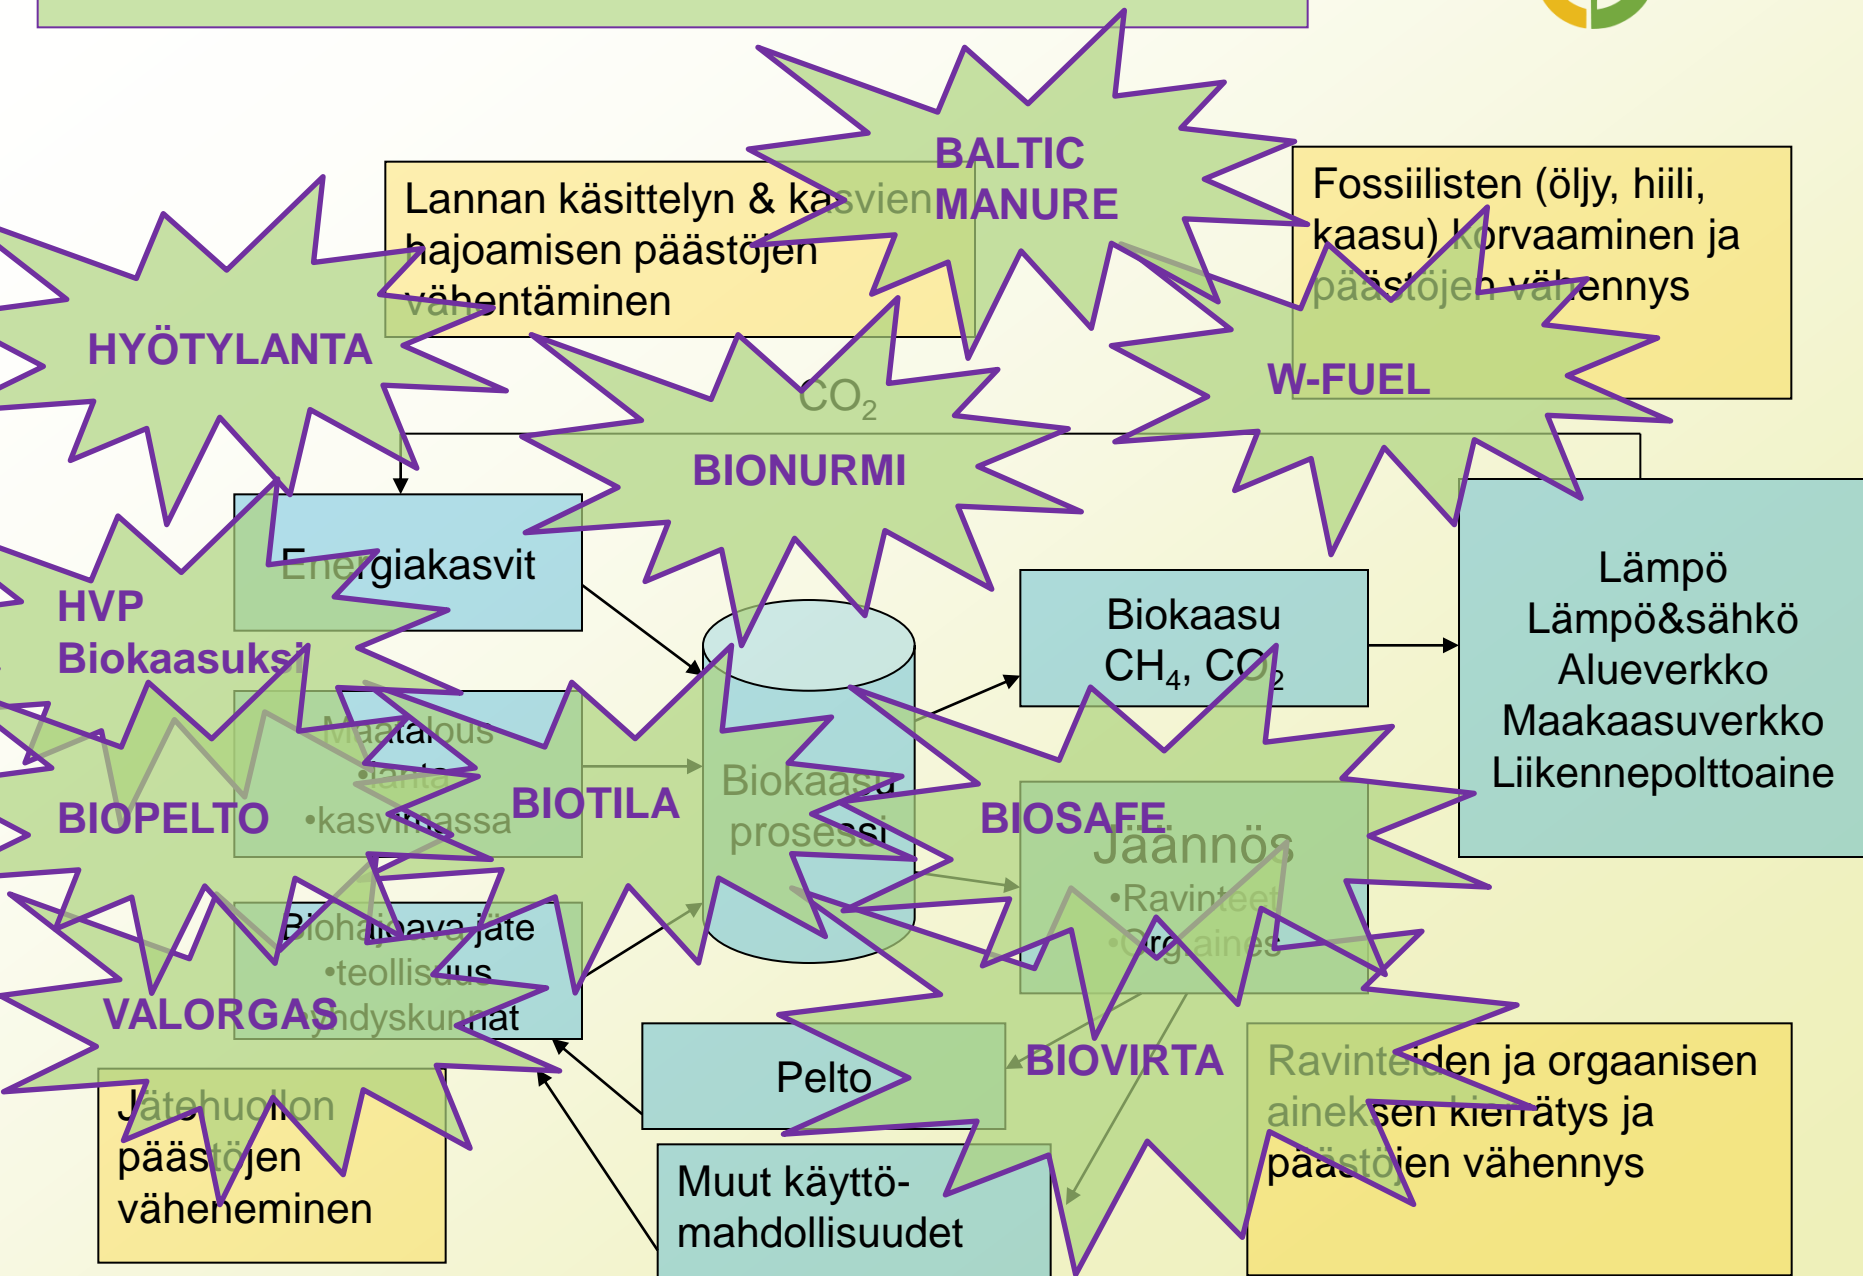 BALTIC
MANURE
Lannan käsittelyn & kasvien
hajoamisen päästöjen
vähentäminen
Fossiilisten (öljy, hiili,
kaasu) korvaaminen ja
päästöjen vähennys
HYÖTYLANTA
W-FUEL
CO₂
BIONURMI
Energiakasvit
HVP
Biokaasuksi
Biokaasu
CH₄, CO₂
Lämpö
Lämpö&sähkö
Alueverkko
Maakaasuverkko
Liikennepolttoaine
Maatalous
•lanta
•kasvimassa
BIOPELTO
BIOTILA
Biokaasu
prosessi
BIOSAFE
Jäännös
•Ravinteet
•Org.aines
Biohajoava jäte
•teollisuus
•yhdyskunnat
VALORGAS
Pelto
BIOVIRTA
Ravinteiden ja orgaanisen
aineksen kierrätys ja
päästöjen vähennys
Jätehuollon
päästöjen
väheneminen
Muut käyttö-
mahdollisuudet